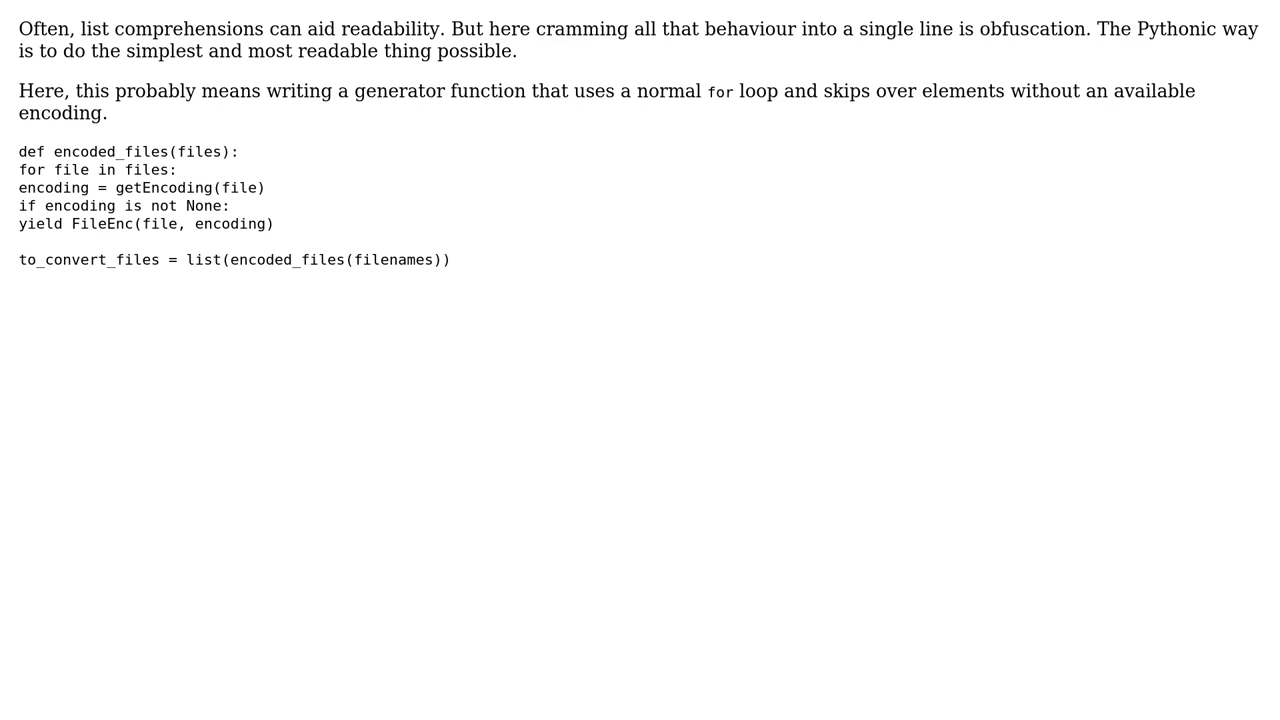 Often, list comprehensions can aid readability. But here cramming all that behaviour into a single line is obfuscation. The Pythonic way
is to do the simplest and most readable thing possible.
Here, this probably means writing a generator function that uses a normal for loop and skips over elements without an available
encoding.
def encoded_files(files):
for file in files:
encoding = getEncoding(file)
if encoding is not None:
yield FileEnc(file, encoding)
to_convert_files = list(encoded_files(filenames))